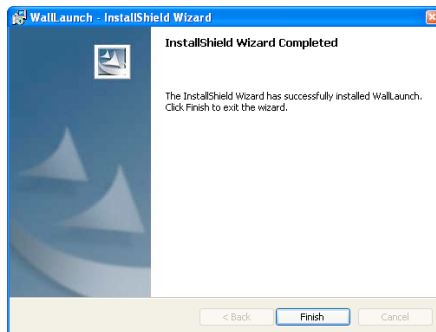 WallLaunch - InstallShield Wizard
InstallShield Wizard Completed
The InstallShield Wizard has successfully installed WallLaunch.
Click Finish to exit the wizard.
< Back
Finish
Cancel